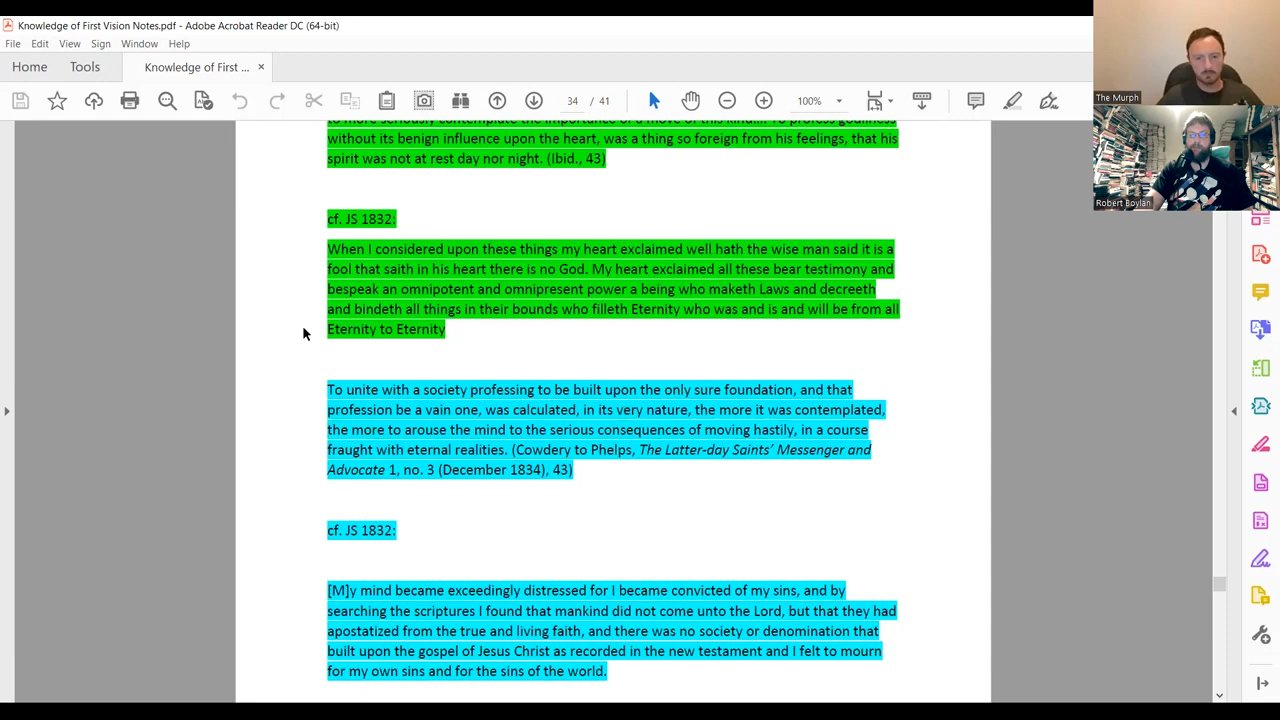 Knowledge of First Vision Notes.pdf - Adobe Acrobat Reader DC (64-bit)
File Edit View Sign Window Help
Home Tools Knowledge of First ... ×
34 / 41 100%
The Murph
Robert Boylan
to more seriously contemplate the importance of a move of this kind.... To profess godliness
without its benign influence upon the heart, was a thing so foreign from his feelings, that his
spirit was not at rest day nor night. (Ibid., 43)
cf. JS 1832:
When I considered upon these things my heart exclaimed well hath the wise man said it is a
fool that saith in his heart there is no God. My heart exclaimed all these bear testimony and
bespeak an omnipotent and omnipresent power a being who maketh Laws and decreeth
and bindeth all things in their bounds who filleth Eternity who was and is and will be from all
Eternity to Eternity
To unite with a society professing to be built upon the only sure foundation, and that
profession be a vain one, was calculated, in its very nature, the more it was contemplated,
the more to arouse the mind to the serious consequences of moving hastily, in a course
fraught with eternal realities. (Cowdery to Phelps, The Latter-day Saints’ Messenger and
Advocate 1, no. 3 (December 1834), 43)
cf. JS 1832:
[M]y mind became exceedingly distressed for I became convicted of my sins, and by
searching the scriptures I found that mankind did not come unto the Lord, but that they had
apostatized from the true and living faith, and there was no society or denomination that
built upon the gospel of Jesus Christ as recorded in the new testament and I felt to mourn
for my own sins and for the sins of the world.